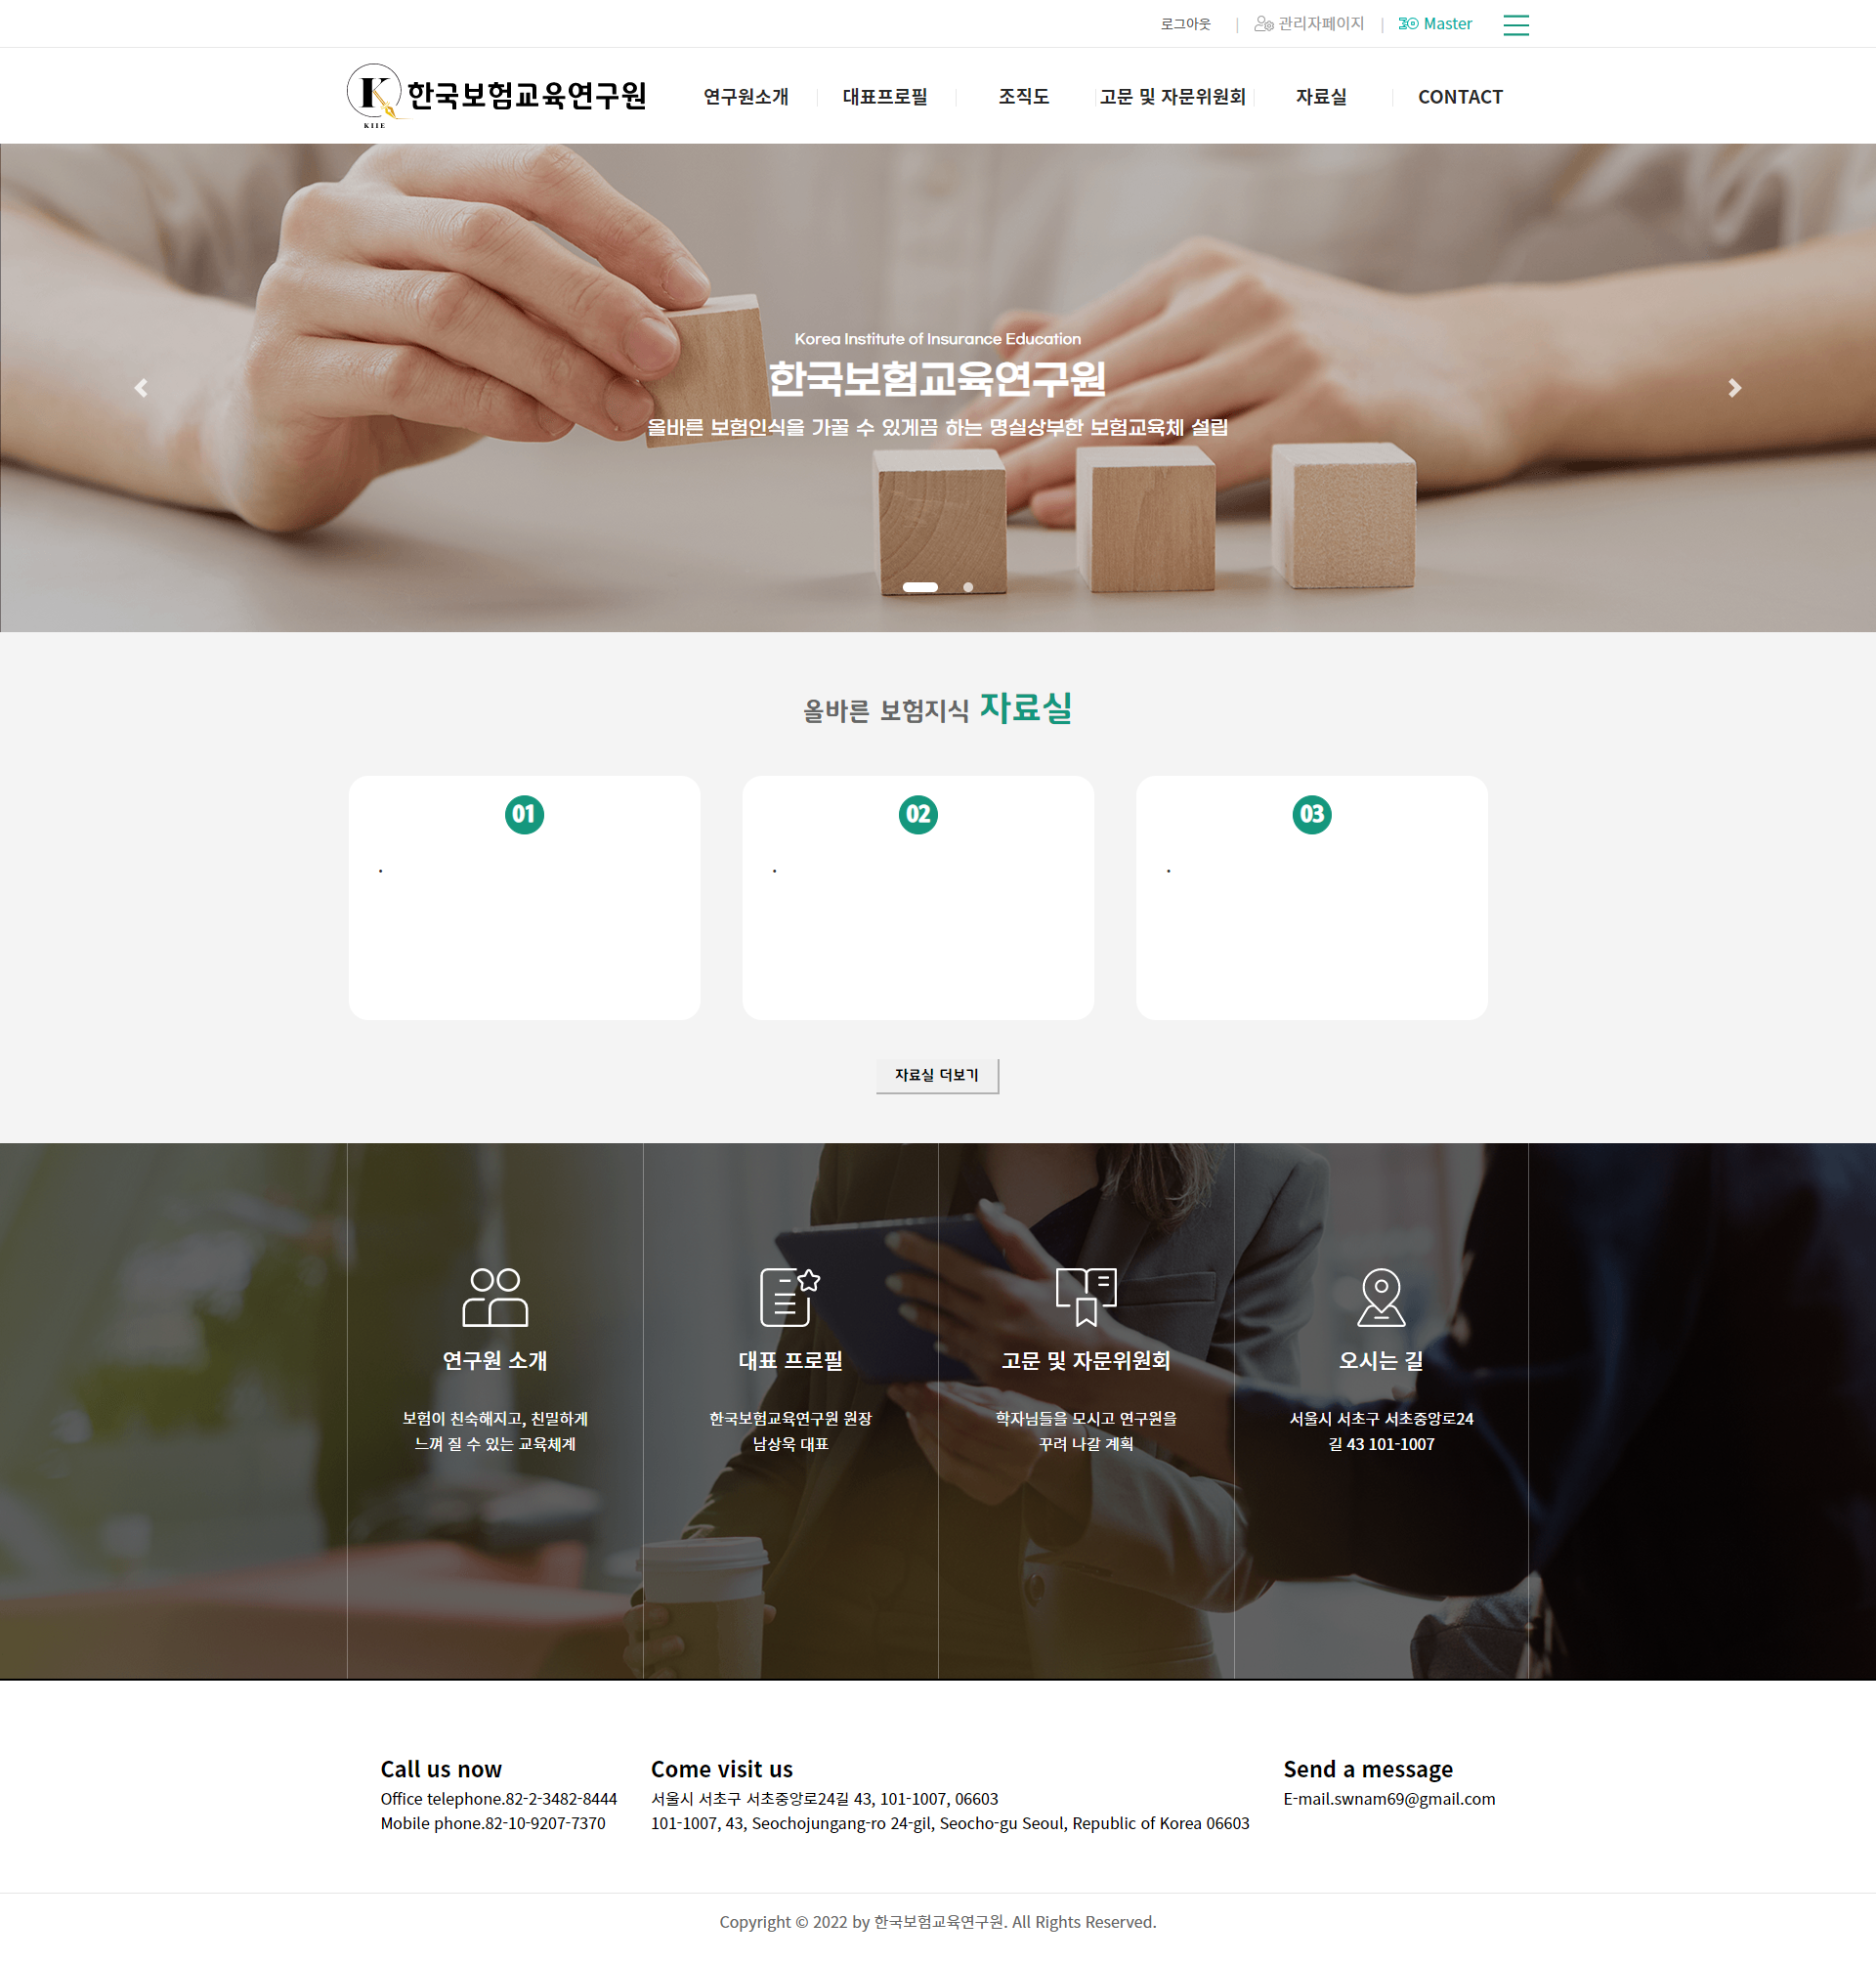 로그아웃 | 관리자페이지 | Master
K
KIIE
한국보험교육연구원
연구원소개 대표프로필 조직도 고문 및 자문위원회 자료실 CONTACT
Korea Institute of Insurance Education
한국보험교육연구원
올바른 보험인식을 가꿀 수 있게끔 하는 명실상부한 보험교육체 설립
올바른 보험지식 자료실
01 02 03
· · ·
자료실 더보기
연구원 소개
보험이 친숙해지고, 친밀하게
느껴 질 수 있는 교육체계
대표 프로필
한국보험교육연구원 원장
남상욱 대표
고문 및 자문위원회
학자님들을 모시고 연구원을
꾸려 나갈 계획
오시는 길
서울시 서초구 서초중앙로24
길 43 101-1007
Call us now
Office telephone.82-2-3482-8444
Mobile phone.82-10-9207-7370
Come visit us
서울시 서초구 서초중앙로24길 43, 101-1007, 06603
101-1007, 43, Seochojungang-ro 24-gil, Seocho-gu Seoul, Republic of Korea 06603
Send a message
E-mail.swnam69@gmail.com
Copyright © 2022 by 한국보험교육연구원. All Rights Reserved.